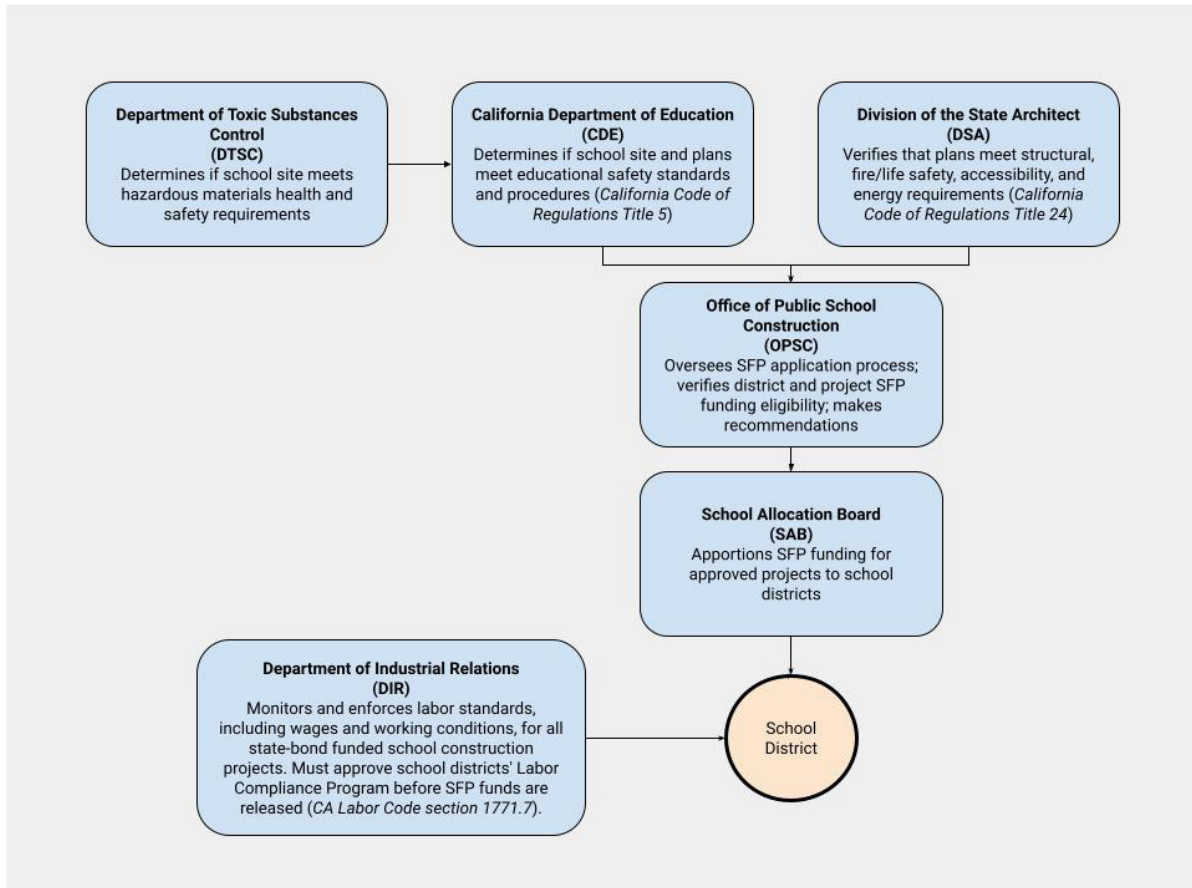 Department of Toxic Substances
Control
(DTSC)
Determines if school site meets
hazardous materials health and
safety requirements
California Department of Education
(CDE)
Determines if school site and plans
meet educational safety standards
and procedures (California Code of
Regulations Title 5)
Division of the State Architect
(DSA)
Verifies that plans meet structural,
fire/life safety, accessibility, and
energy requirements (California
Code of Regulations Title 24)
Office of Public School
Construction
(OPSC)
Oversees SFP application process;
verifies district and project SFP
funding eligibility; makes
recommendations
School Allocation Board
(SAB)
Apportions SFP funding for
approved projects to school
districts
Department of Industrial Relations
(DIR)
Monitors and enforces labor standards,
including wages and working conditions, for all
state-bond funded school construction
projects. Must approve school districts' Labor
Compliance Program before SFP funds are
released (CA Labor Code section 1771.7).
School
District